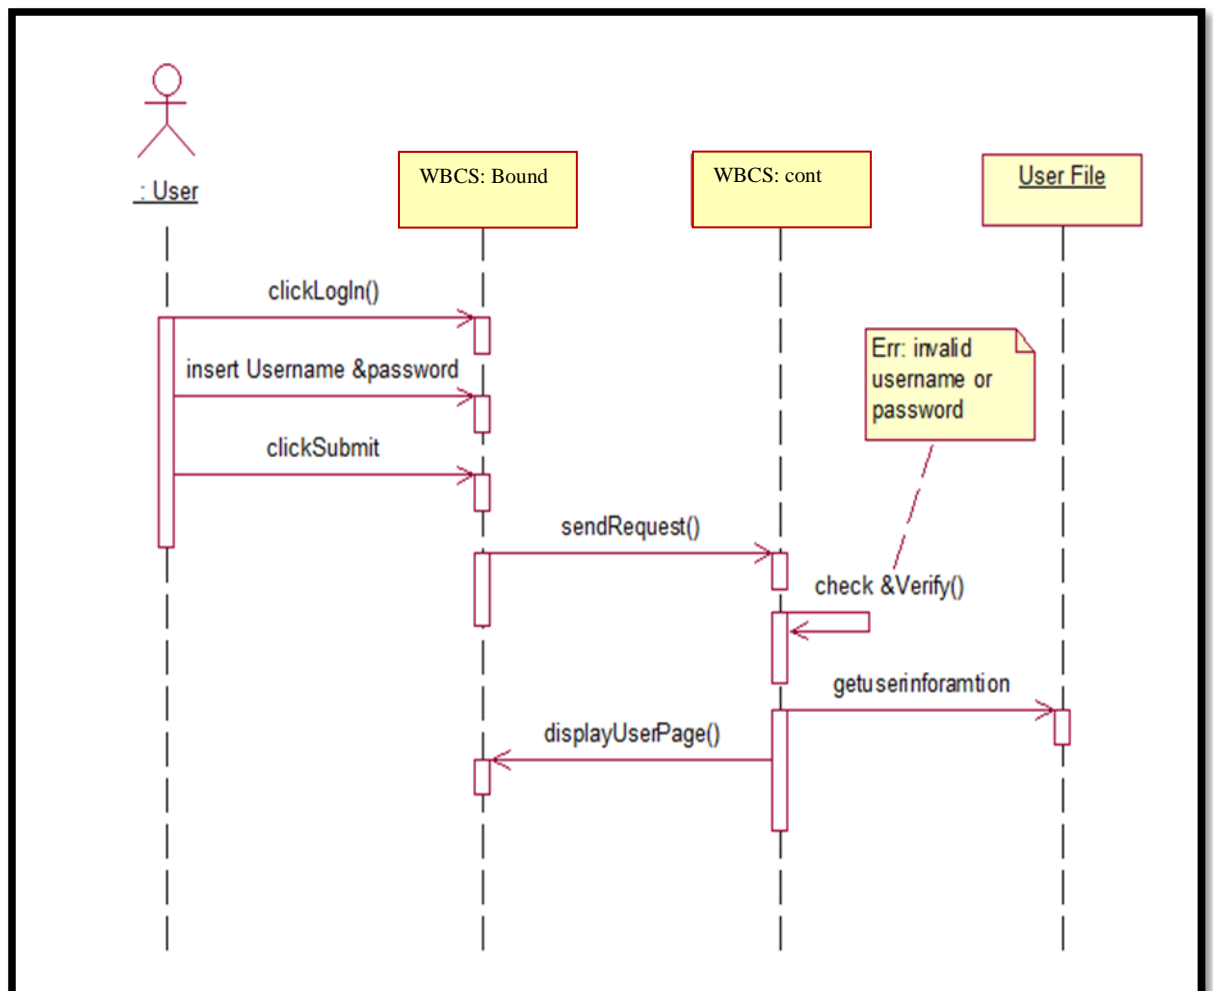 : User
WBCS: Bound
WBCS: cont
User File
clickLogIn()
Err: invalid
username or
password
insert Username &password
clickSubmit
sendRequest()
check &Verify()
getuserinforamtion
displayUserPage()